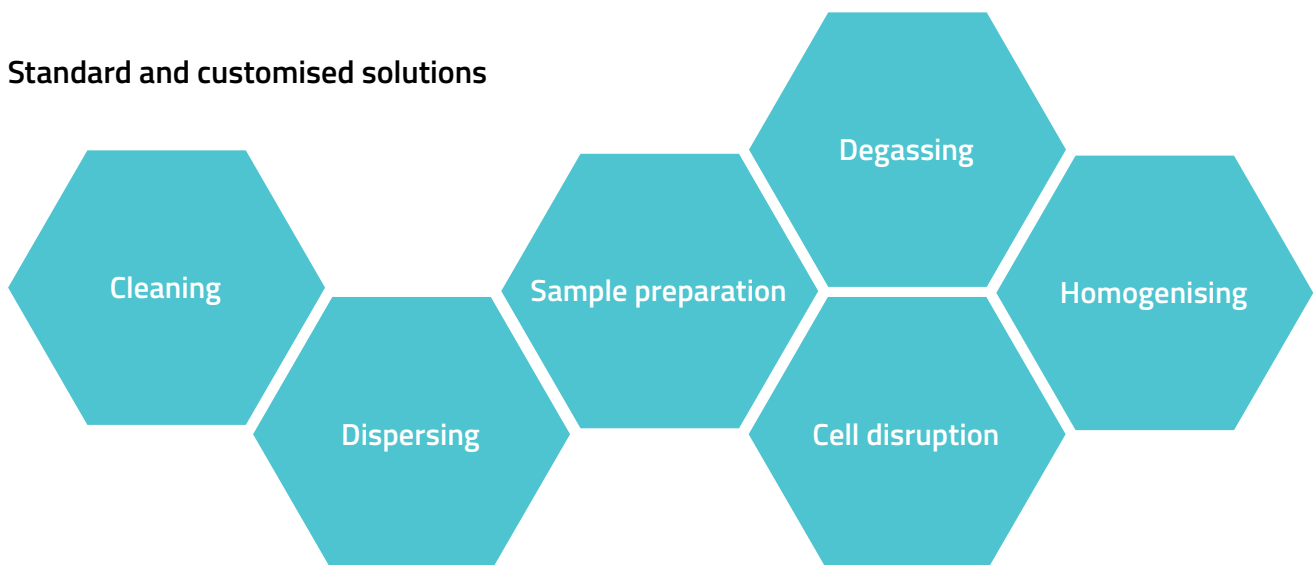 Standard and customised solutions
Cleaning
Dispersing
Sample preparation
Degassing
Cell disruption
Homogenising